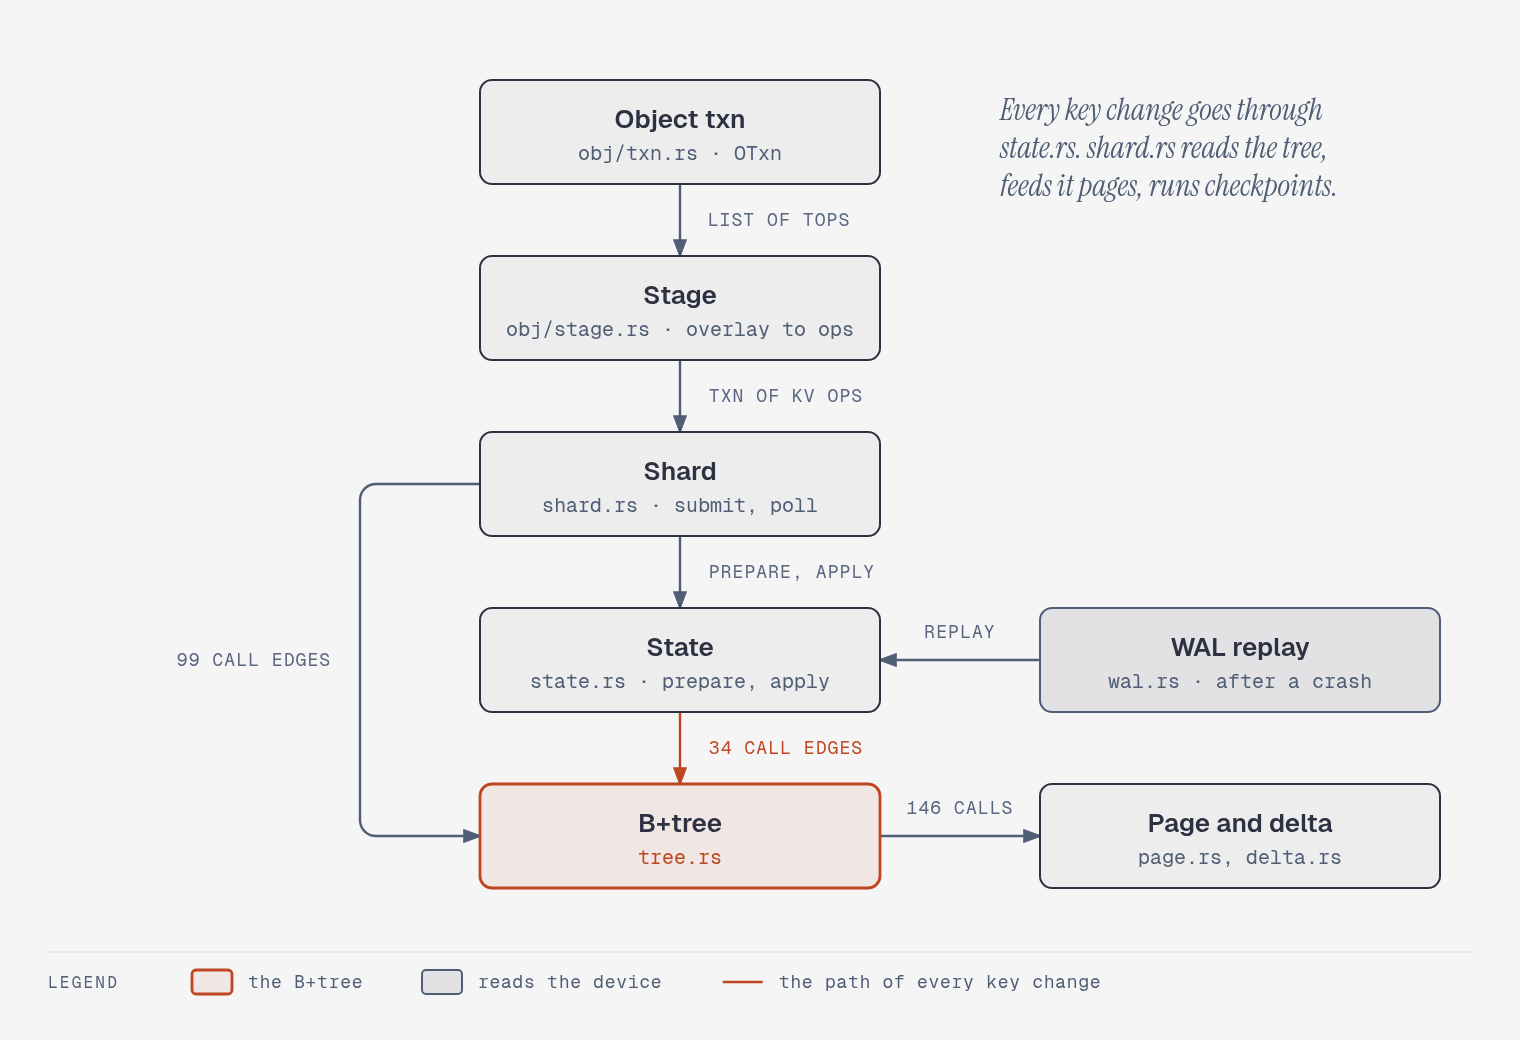 Object txn
obj/txn.rs · OTxn
Every key change goes through
state.rs. shard.rs reads the tree,
feeds it pages, runs checkpoints.
LIST OF TOPS
Stage
obj/stage.rs · overlay to ops
TXN OF KV OPS
Shard
shard.rs · submit, poll
PREPARE, APPLY
State
state.rs · prepare, apply
REPLAY
WAL replay
wal.rs · after a crash
99 CALL EDGES
34 CALL EDGES
B+tree
tree.rs
146 CALLS
Page and delta
page.rs, delta.rs
LEGEND
the B+tree
reads the device
the path of every key change